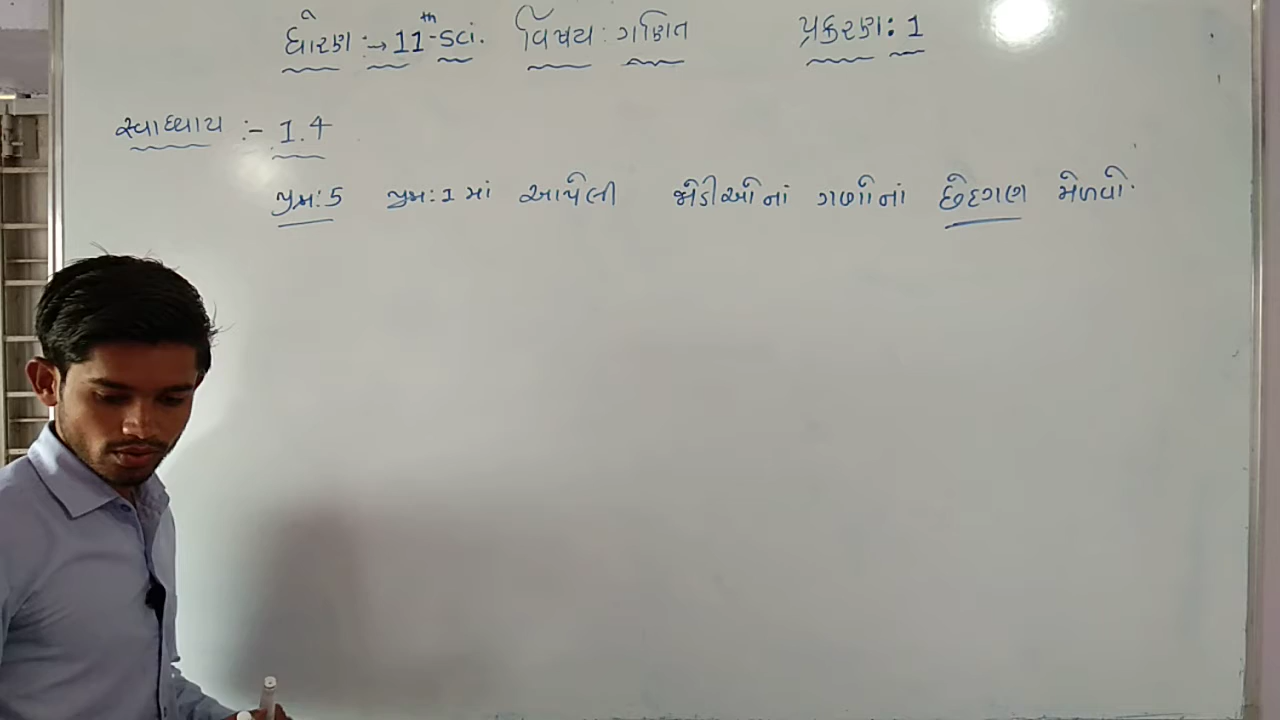 ધોરણ :→ 11th-Sci. વિષય : ગણિત પ્રકરણ : 1
સ્વાધ્યાય :- 1.4
પ્રશ્ન : 5 પ્રશ્ન : 1 માં આપેલી જોડીઓનાં ગણોનાં છેદગણ મેળવો.